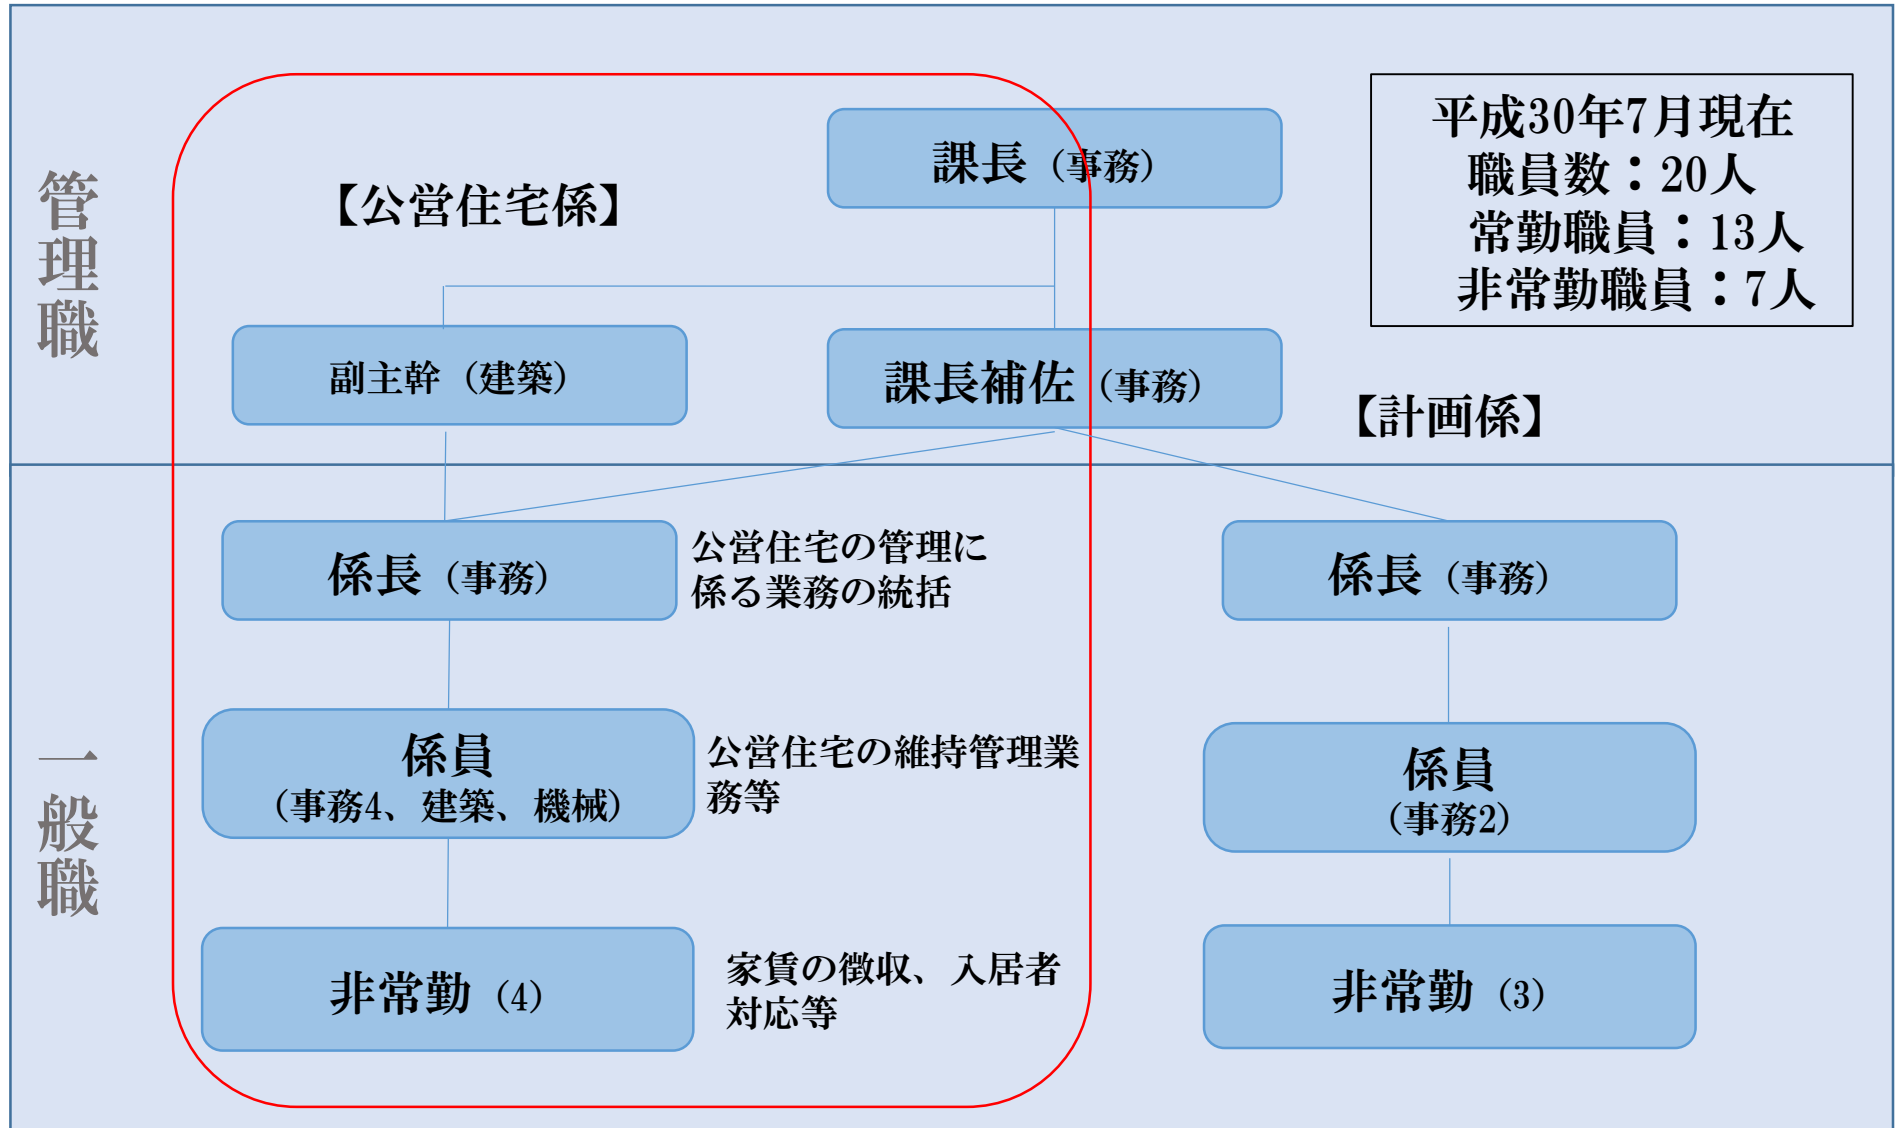 管理職
【公営住宅係】
課長（事務）
平成30年7月現在
職員数：20人
常勤職員：13人
非常勤職員：7人
副主幹（建築）
課長補佐（事務）
【計画係】
一般職
係長（事務）
公営住宅の管理に
係る業務の統括
係長（事務）
係員
（事務4、建築、機械）
公営住宅の維持管理業
務等
係員
（事務2）
非常勤（4）
家賃の徴収、入居者
対応等
非常勤（3）